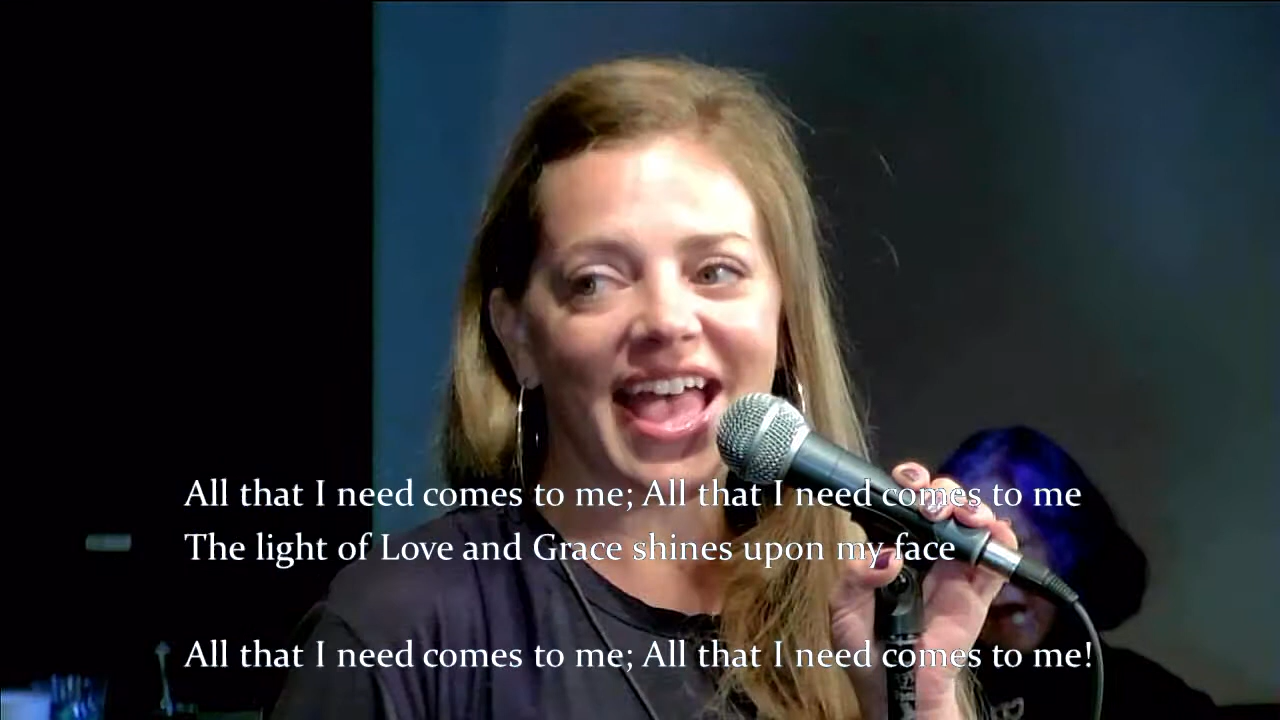 All that I need comes to me; All that I need comes to me
The light of Love and Grace shines upon my face
All that I need comes to me; All that I need comes to me!